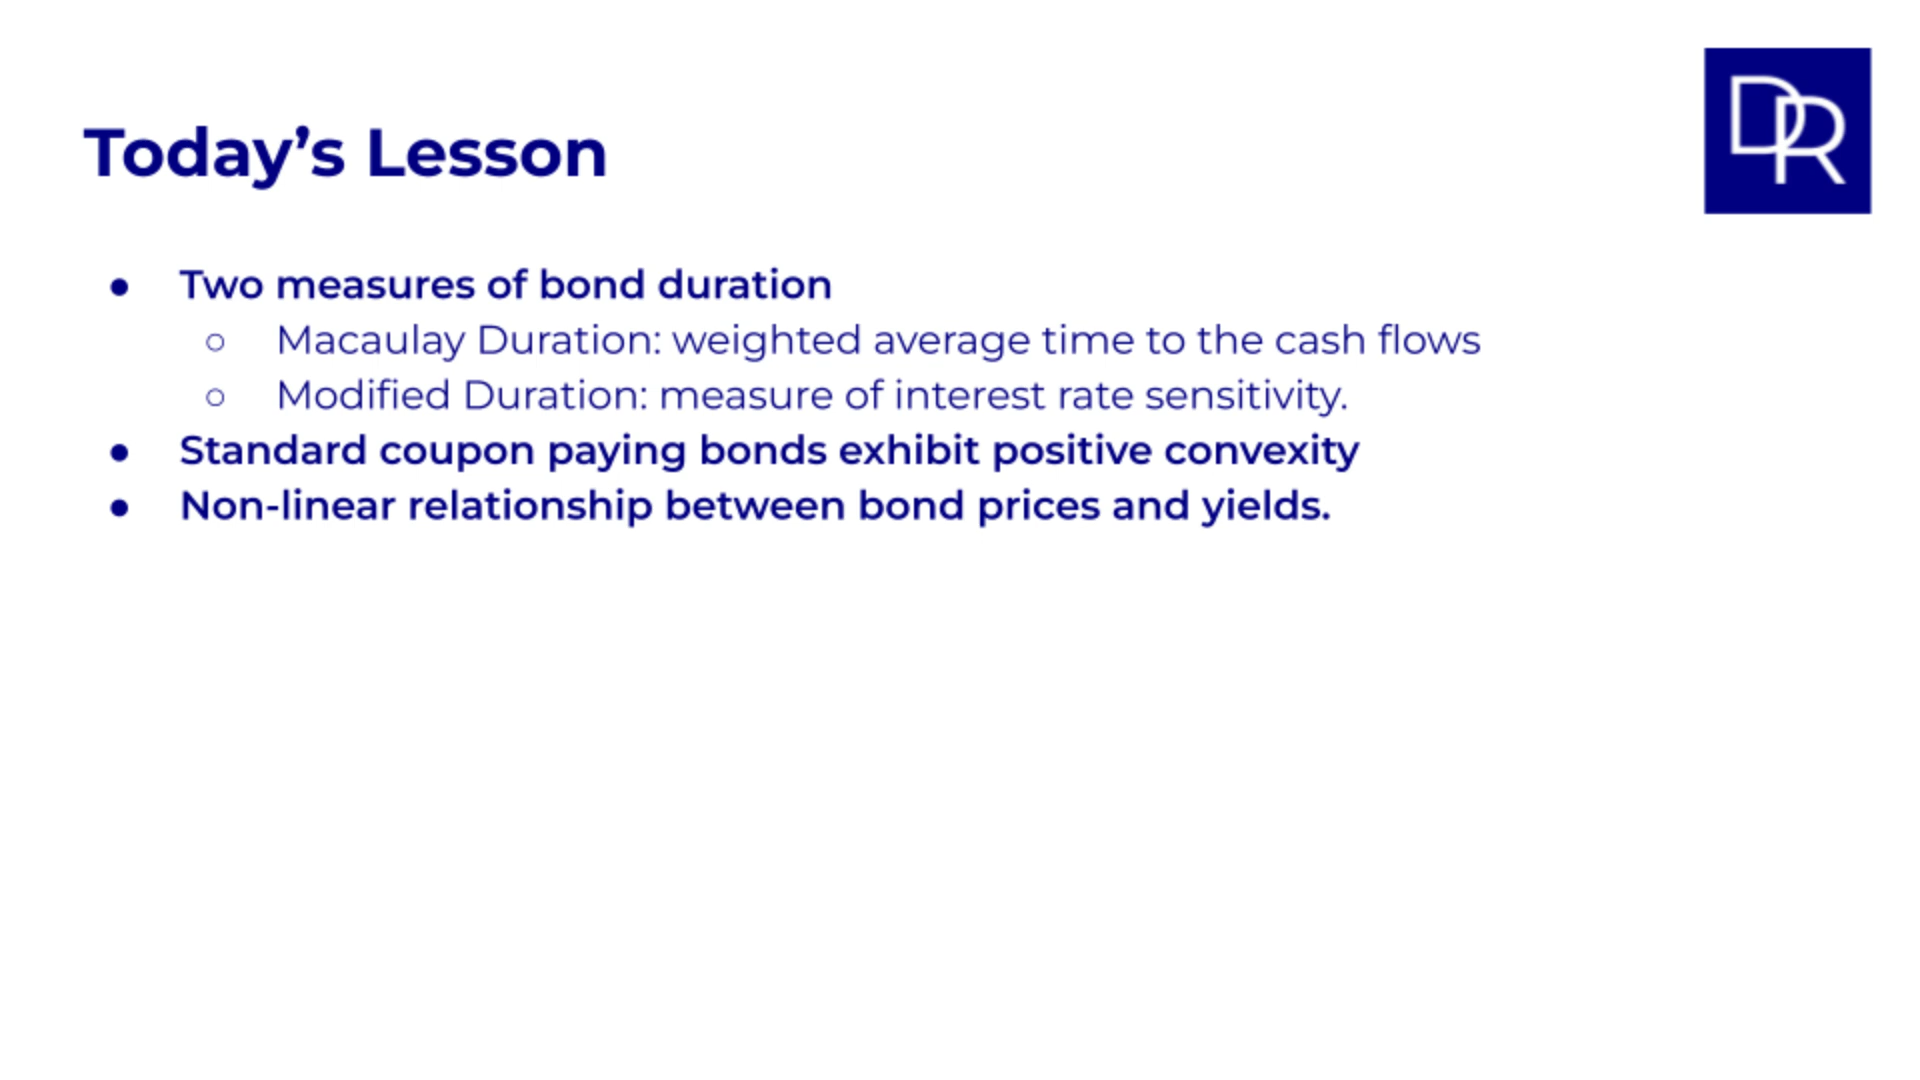 DR
Today’s Lesson
● Two measures of bond duration
○ Macaulay Duration: weighted average time to the cash flows
○ Modified Duration: measure of interest rate sensitivity.
● Standard coupon paying bonds exhibit positive convexity
● Non-linear relationship between bond prices and yields.